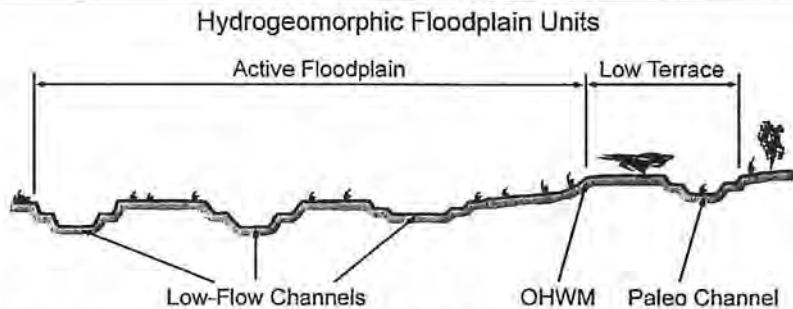 Hydrogeomorphic Floodplain Units
Active Floodplain
Low Terrace
Low-Flow Channels
OHWM
Paleo Channel